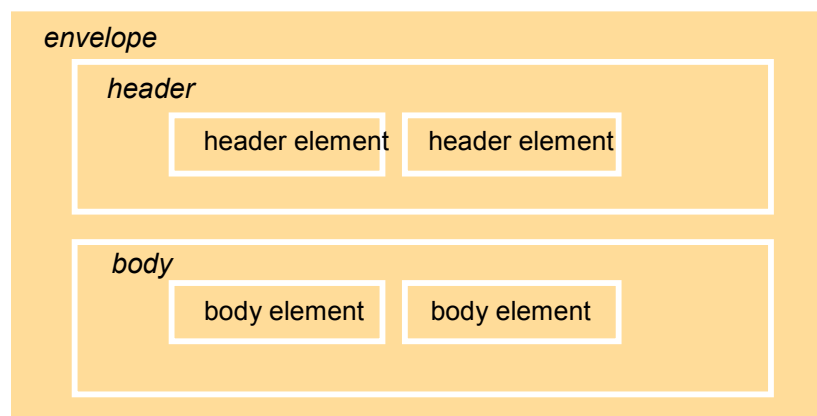 envelope
header
header element header element
body
body element body element